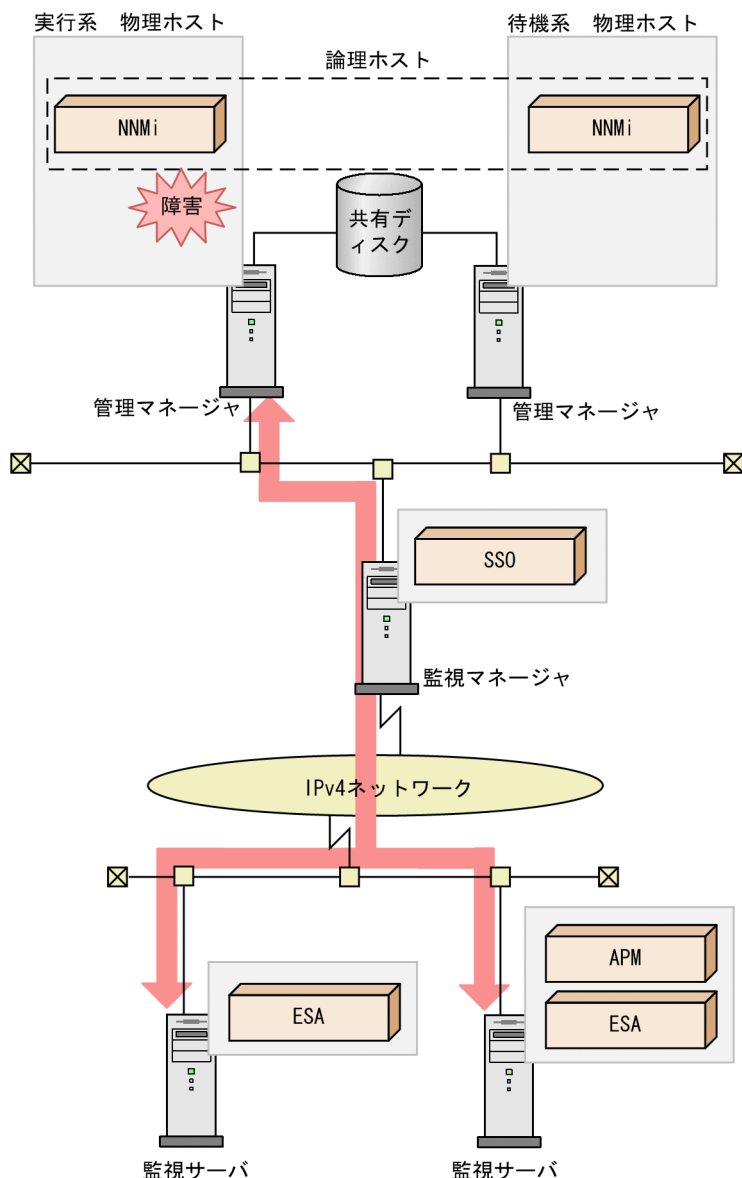 実行系 物理ホスト
待機系 物理ホスト
論理ホスト
NNMi
NNMi
障害
共有ディ
スク
管理マネージャ
管理マネージャ
SSO
監視マネージャ
IPv4ネットワーク
APM
ESA
ESA
監視サーバ
監視サーバ